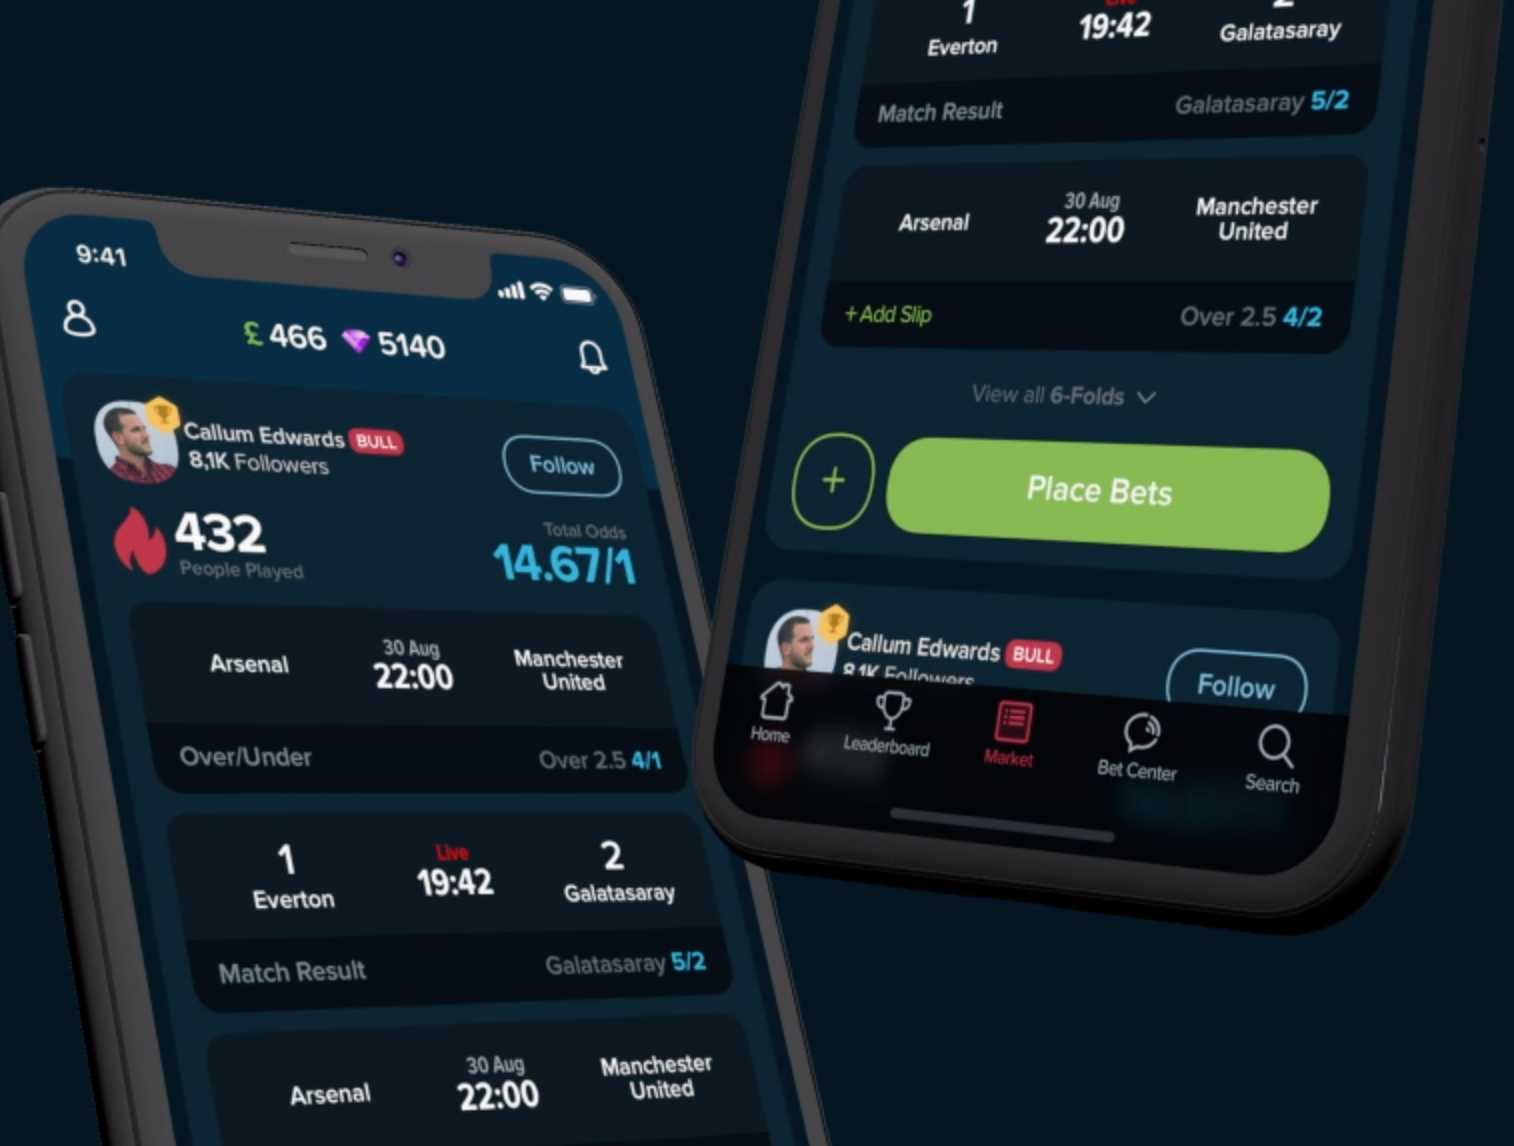 9:41
£ 466 5140
Callum Edwards BULL
8,1K Followers
Follow
432
People Played
Total Odds
14.67/1
Arsenal
30 Aug
22:00
Manchester
United
Over/Under
Over 2.5 4/1
1
Everton
Live
19:42
2
Galatasaray
Match Result
Galatasaray 5/2
Arsenal
30 Aug
22:00
Manchester
United
1
Everton
19:42
Galatasaray
Match Result
Galatasaray 5/2
Arsenal
30 Aug
22:00
Manchester
United
+Add Slip
Over 2.5 4/2
View all 6-Folds
+
Place Bets
Callum Edwards BULL
8,1K Followers
Follow
Home
Leaderboard
Market
Bet Center
Search